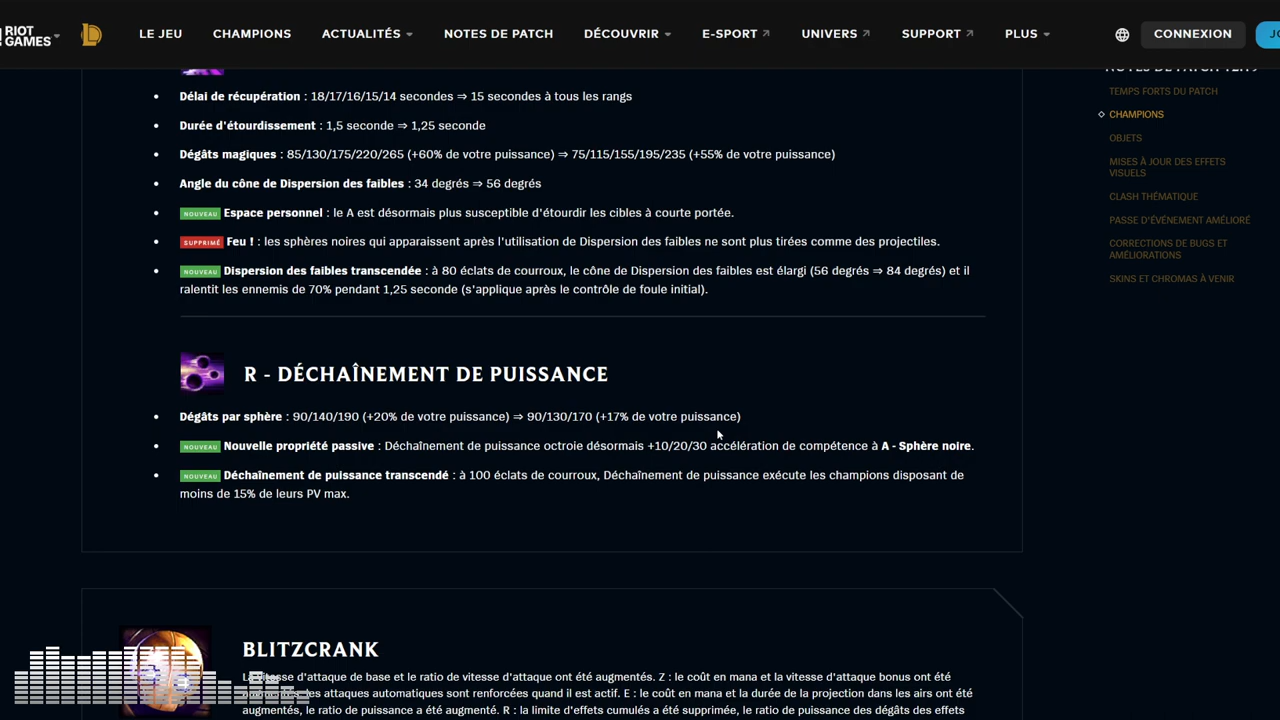 RIOT GAMES
LE JEU
CHAMPIONS
ACTUALITÉS
NOTES DE PATCH
DÉCOUVRIR
E-SPORT
UNIVERS
SUPPORT
PLUS
CONNEXION
Délai de récupération : 18/17/16/15/14 secondes ⇒ 15 secondes à tous les rangs
Durée d'étourdissement : 1,5 seconde ⇒ 1,25 seconde
Dégâts magiques : 85/130/175/220/265 (+60% de votre puissance) ⇒ 75/115/155/195/235 (+55% de votre puissance)
Angle du cône de Dispersion des faibles : 34 degrés ⇒ 56 degrés
NOUVEAU Espace personnel : le A est désormais plus susceptible d'étourdir les cibles à courte portée.
SUPPRIMÉ Feu ! : les sphères noires qui apparaissent après l'utilisation de Dispersion des faibles ne sont plus tirées comme des projectiles.
NOUVEAU Dispersion des faibles transcendée : à 80 éclats de courroux, le cône de Dispersion des faibles est élargi (56 degrés ⇒ 84 degrés) et il
ralentit les ennemis de 70% pendant 1,25 seconde (s'applique après le contrôle de foule initial).
R - DÉCHAÎNEMENT DE PUISSANCE
Dégâts par sphère : 90/140/190 (+20% de votre puissance) ⇒ 90/130/170 (+17% de votre puissance)
NOUVEAU Nouvelle propriété passive : Déchaînement de puissance octroie désormais +10/20/30 accélération de compétence à A - Sphère noire.
NOUVEAU Déchaînement de puissance transcendé : à 100 éclats de courroux, Déchaînement de puissance exécute les champions disposant de
moins de 15% de leurs PV max.
BLITZCRANK
La vitesse d'attaque de base et le ratio de vitesse d'attaque ont été augmentés. Z : le coût en mana et la vitesse d'attaque bonus ont été
les attaques automatiques sont renforcées quand il est actif. E : le coût en mana et la durée de la projection dans les airs ont été
augmentés, le ratio de puissance a été augmenté. R : la limite d'effets cumulés a été supprimée, le ratio de puissance des dégâts des effets
TEMPS FORTS DU PATCH
CHAMPIONS
OBJETS
MISES À JOUR DES EFFETS
VISUELS
CLASH THÉMATIQUE
PASSE D'ÉVÉNEMENT AMÉLIORÉ
CORRECTIONS DE BUGS ET
AMÉLIORATIONS
SKINS ET CHROMAS À VENIR